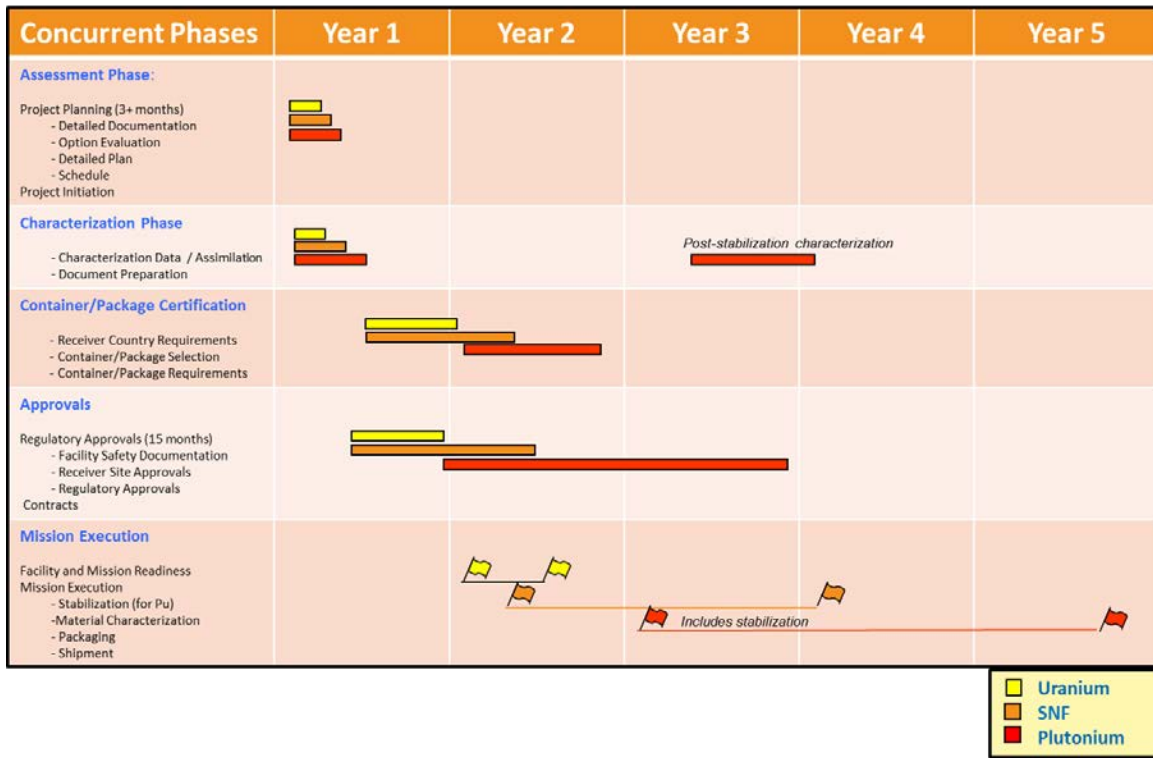 Concurrent Phases Year 1 Year 2 Year 3 Year 4 Year 5
Assessment Phase:
Project Planning (3+ months)
- Detailed Documentation
- Option Evaluation
- Detailed Plan
- Schedule
Project Initiation
Characterization Phase
Post-stabilization characterization
- Characterization Data / Assimilation
- Document Preparation
Container/Package Certification
- Receiver Country Requirements
- Container/Package Selection
- Container/Package Requirements
Approvals
Regulatory Approvals (15 months)
- Facility Safety Documentation
- Receiver Site Approvals
- Regulatory Approvals
Contracts
Mission Execution
Facility and Mission Readiness
Mission Execution
- Stabilization (for Pu)
-Material Characterization
Includes stabilization
- Packaging
- Shipment
Uranium
SNF
Plutonium